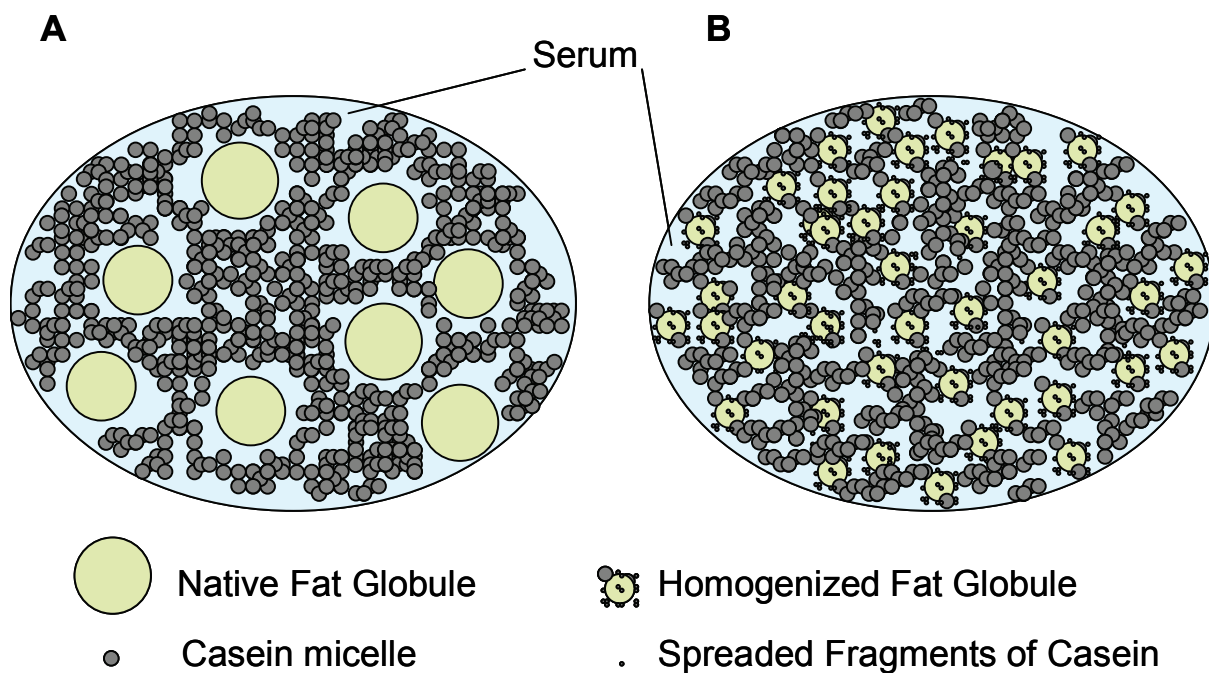 A
B
Serum
Native Fat Globule
Homogenized Fat Globule
Casein micelle
Spreaded Fragments of Casein